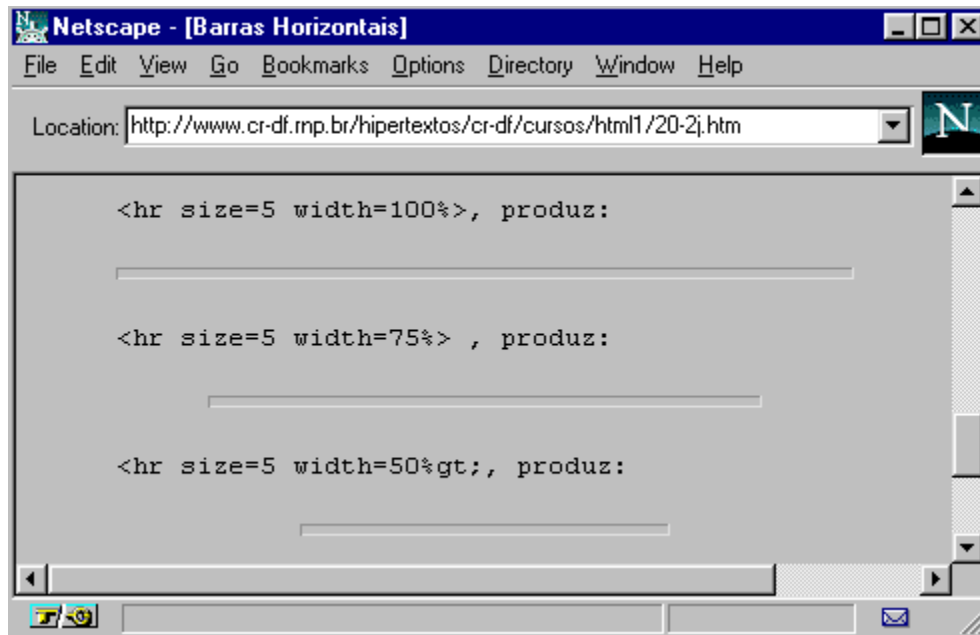 Netscape - [Barras Horizontais]
File Edit View Go Bookmarks Options Directory Window Help
Location: http://www.cr-df.rnp.br/hipertextos/cr-df/cursos/html1/20-2j.htm
N
<hr size=5 width=100%>, produz:
<hr size=5 width=75%> , produz:
<hr size=5 width=50%gt;, produz: